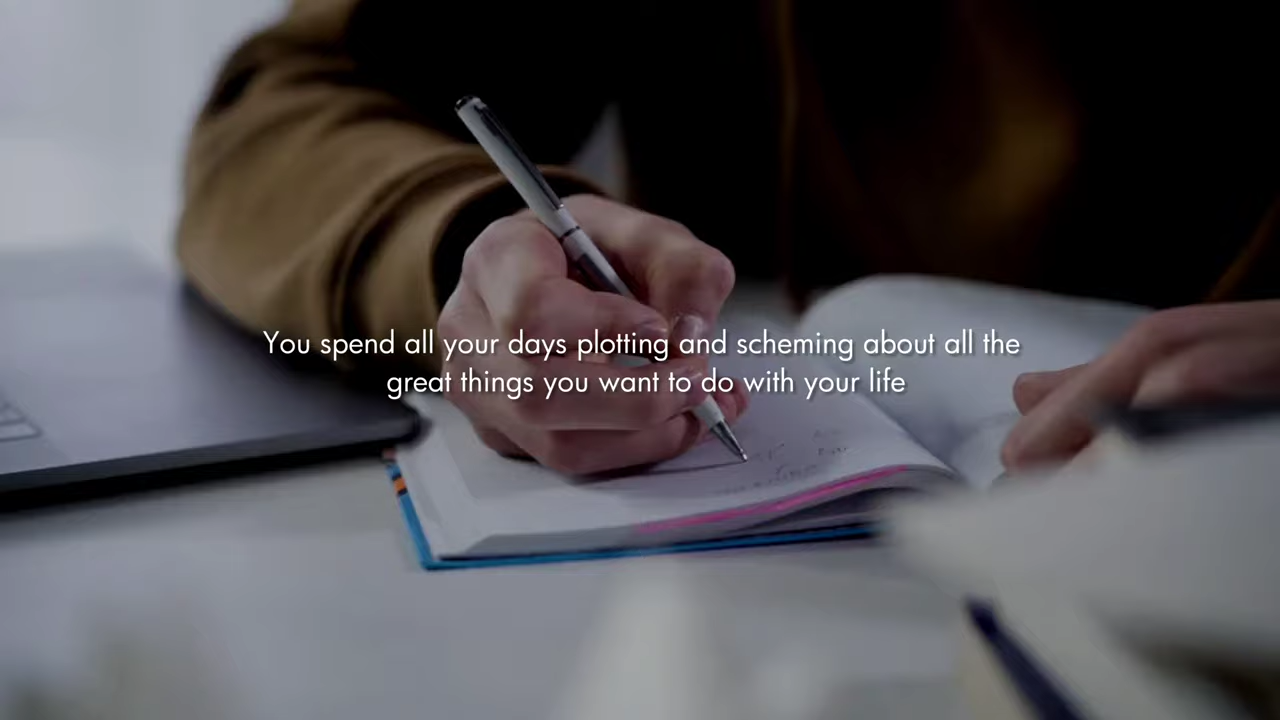 You spend all your days plotting and scheming about all the
great things you want to do with your life